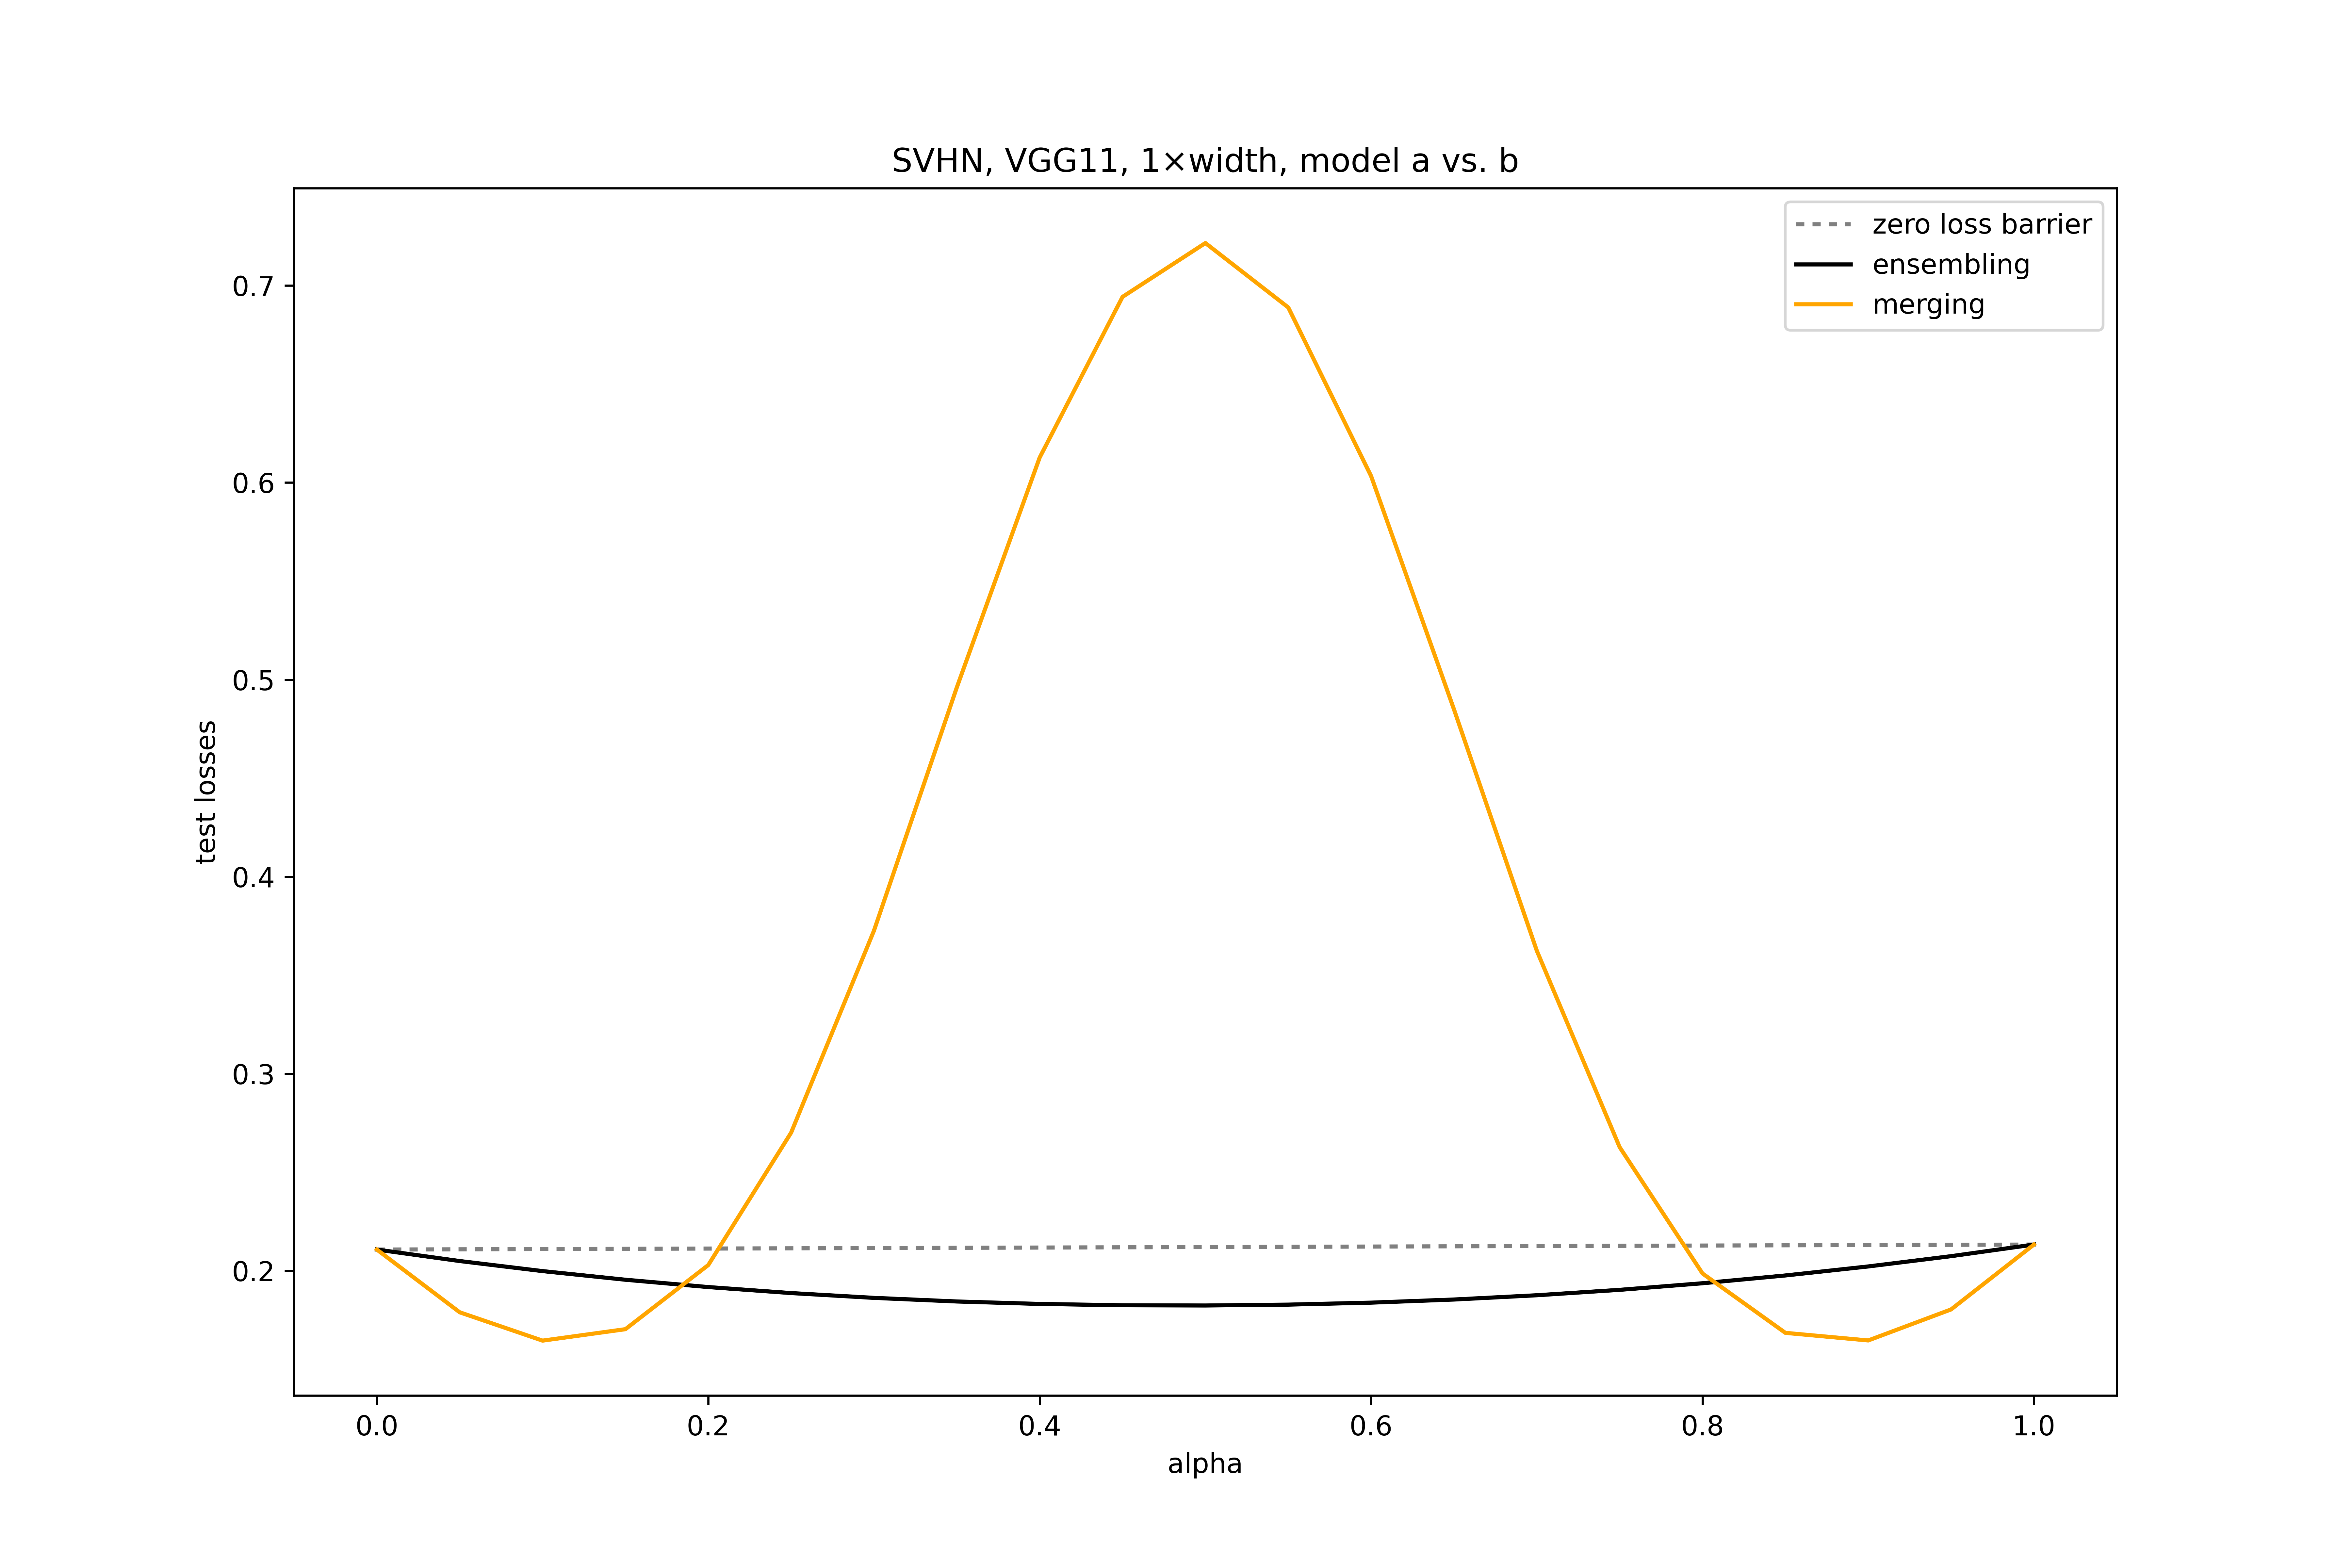 SVHN, VGG11, 1×width, model a vs. b
zero loss barrier
ensembling
merging
0.7
0.6
0.5
0.4
0.3
0.2
test losses
0.0
0.2
0.4
0.6
0.8
1.0
alpha